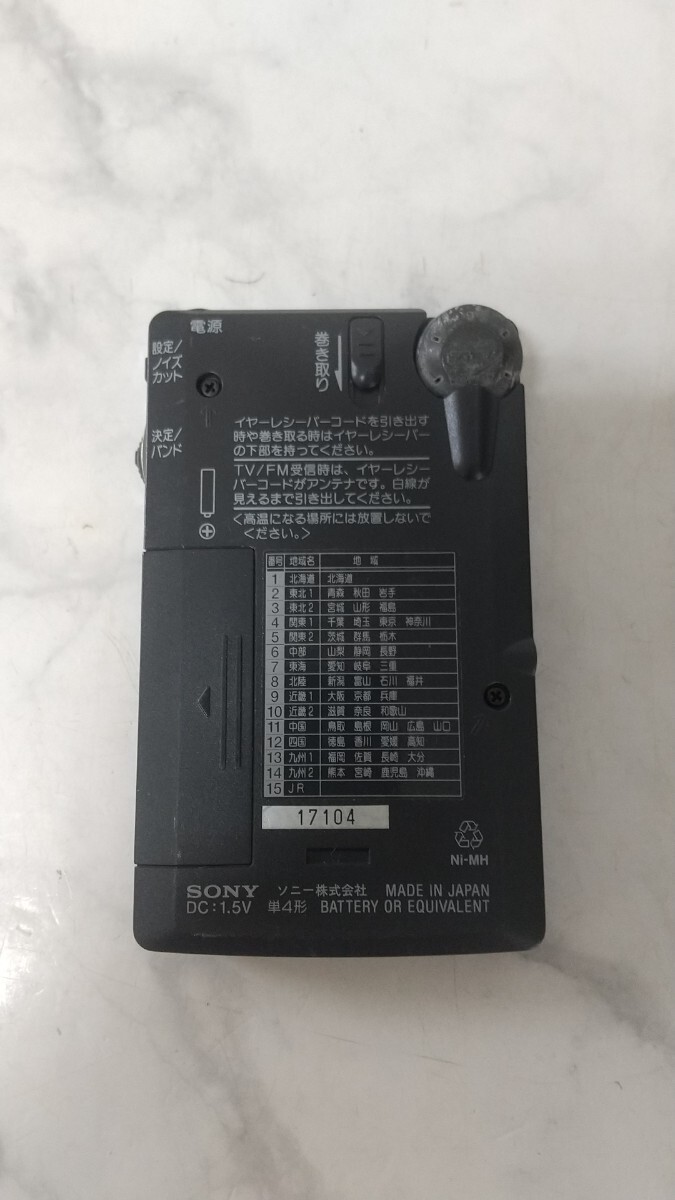 電源
設定/
ノイズ
カット
巻き取り
決定/
バンド
イヤーレシーバーコードを引き出す
時や巻き取る時はイヤーレシーバー
の下部を持ってください。
TV/FM受信時は、イヤーレシー
バーコードがアンテナです。白線が
見えるまで引き出してください。
<高温になる場所には放置しないで
ください。>
番号 地域名 地域
1 北海道 北海道
2 東北1 青森 秋田 岩手
3 東北2 宮城 山形 福島
4 関東1 千葉 埼玉 東京 神奈川
5 関東2 茨城 群馬 栃木
6 中部 山梨 静岡 長野
7 東海 愛知 岐阜 三重
8 北陸 新潟 富山 石川 福井
9 近畿1 大阪 京都 兵庫
10 近畿2 滋賀 奈良 和歌山
11 中国 鳥取 島根 岡山 広島 山口
12 四国 徳島 香川 愛媛 高知
13 九州1 福岡 佐賀 長崎 大分
14 九州2 熊本 宮崎 鹿児島 沖縄
15 JR
17104
Ni-MH
SONY ソニー株式会社 MADE IN JAPAN
DC:1.5V 単4形 BATTERY OR EQUIVALENT